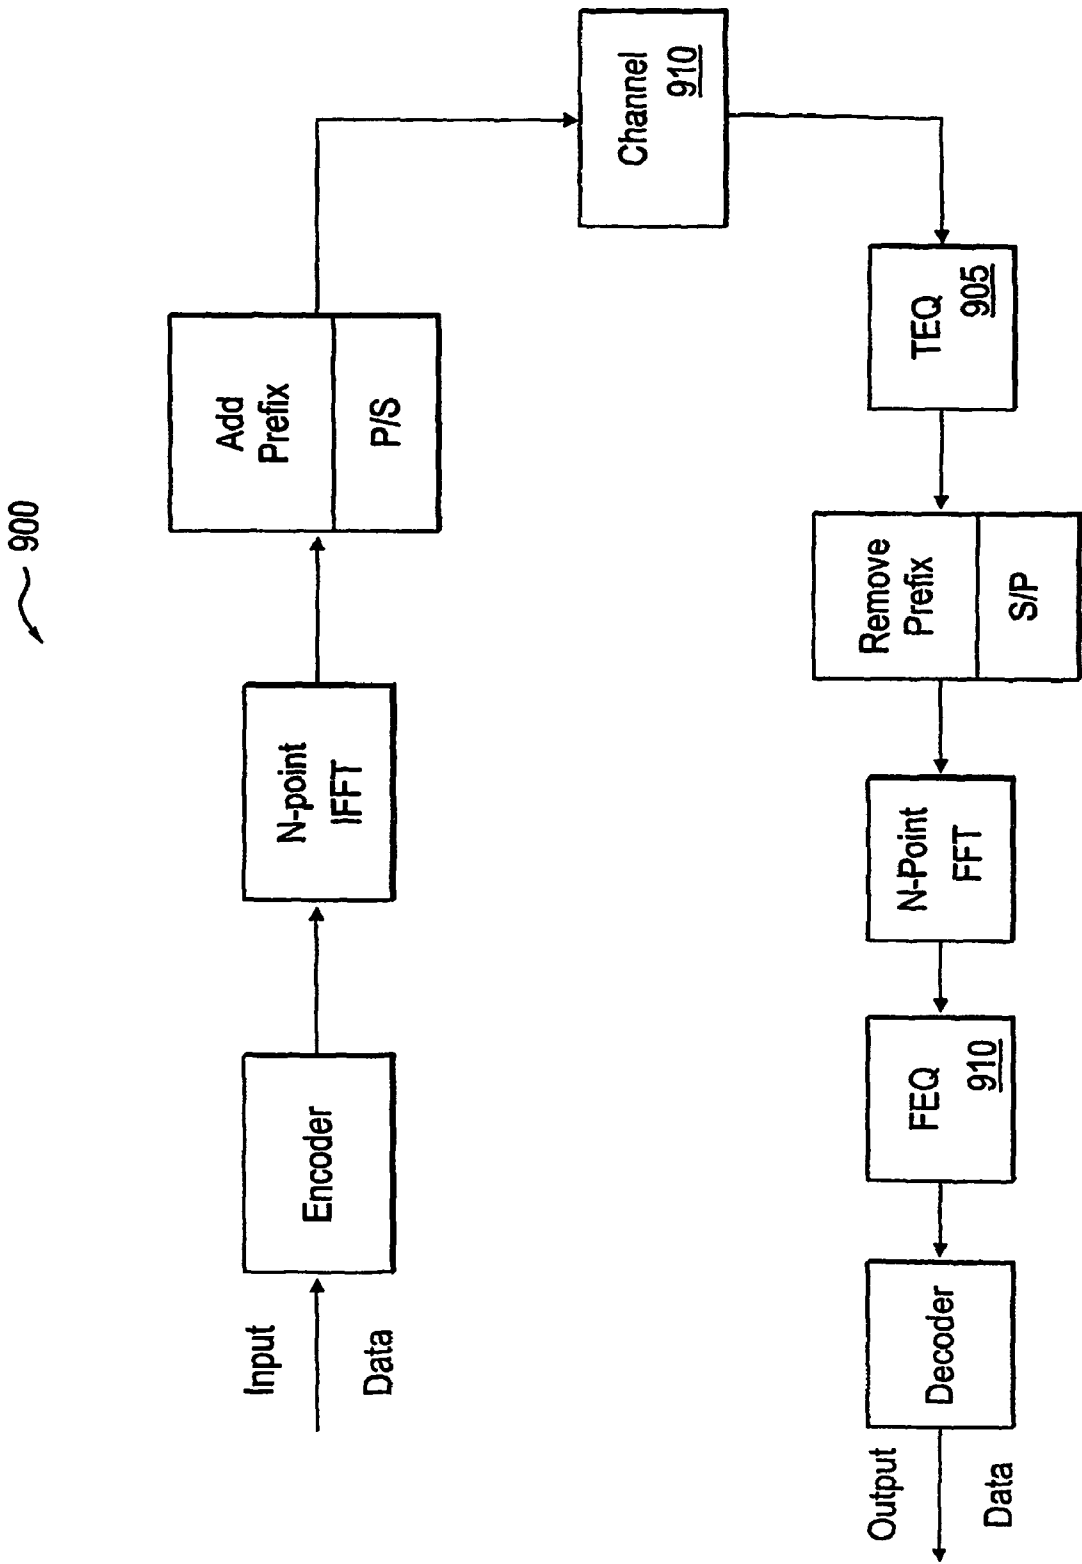 900
Input
Data
Encoder
N-point
IFFT
Add
Prefix
P/S
Channel
910
TEQ
905
Remove
Prefix
S/P
N-Point
FFT
FEQ
910
Decoder
Output
Data